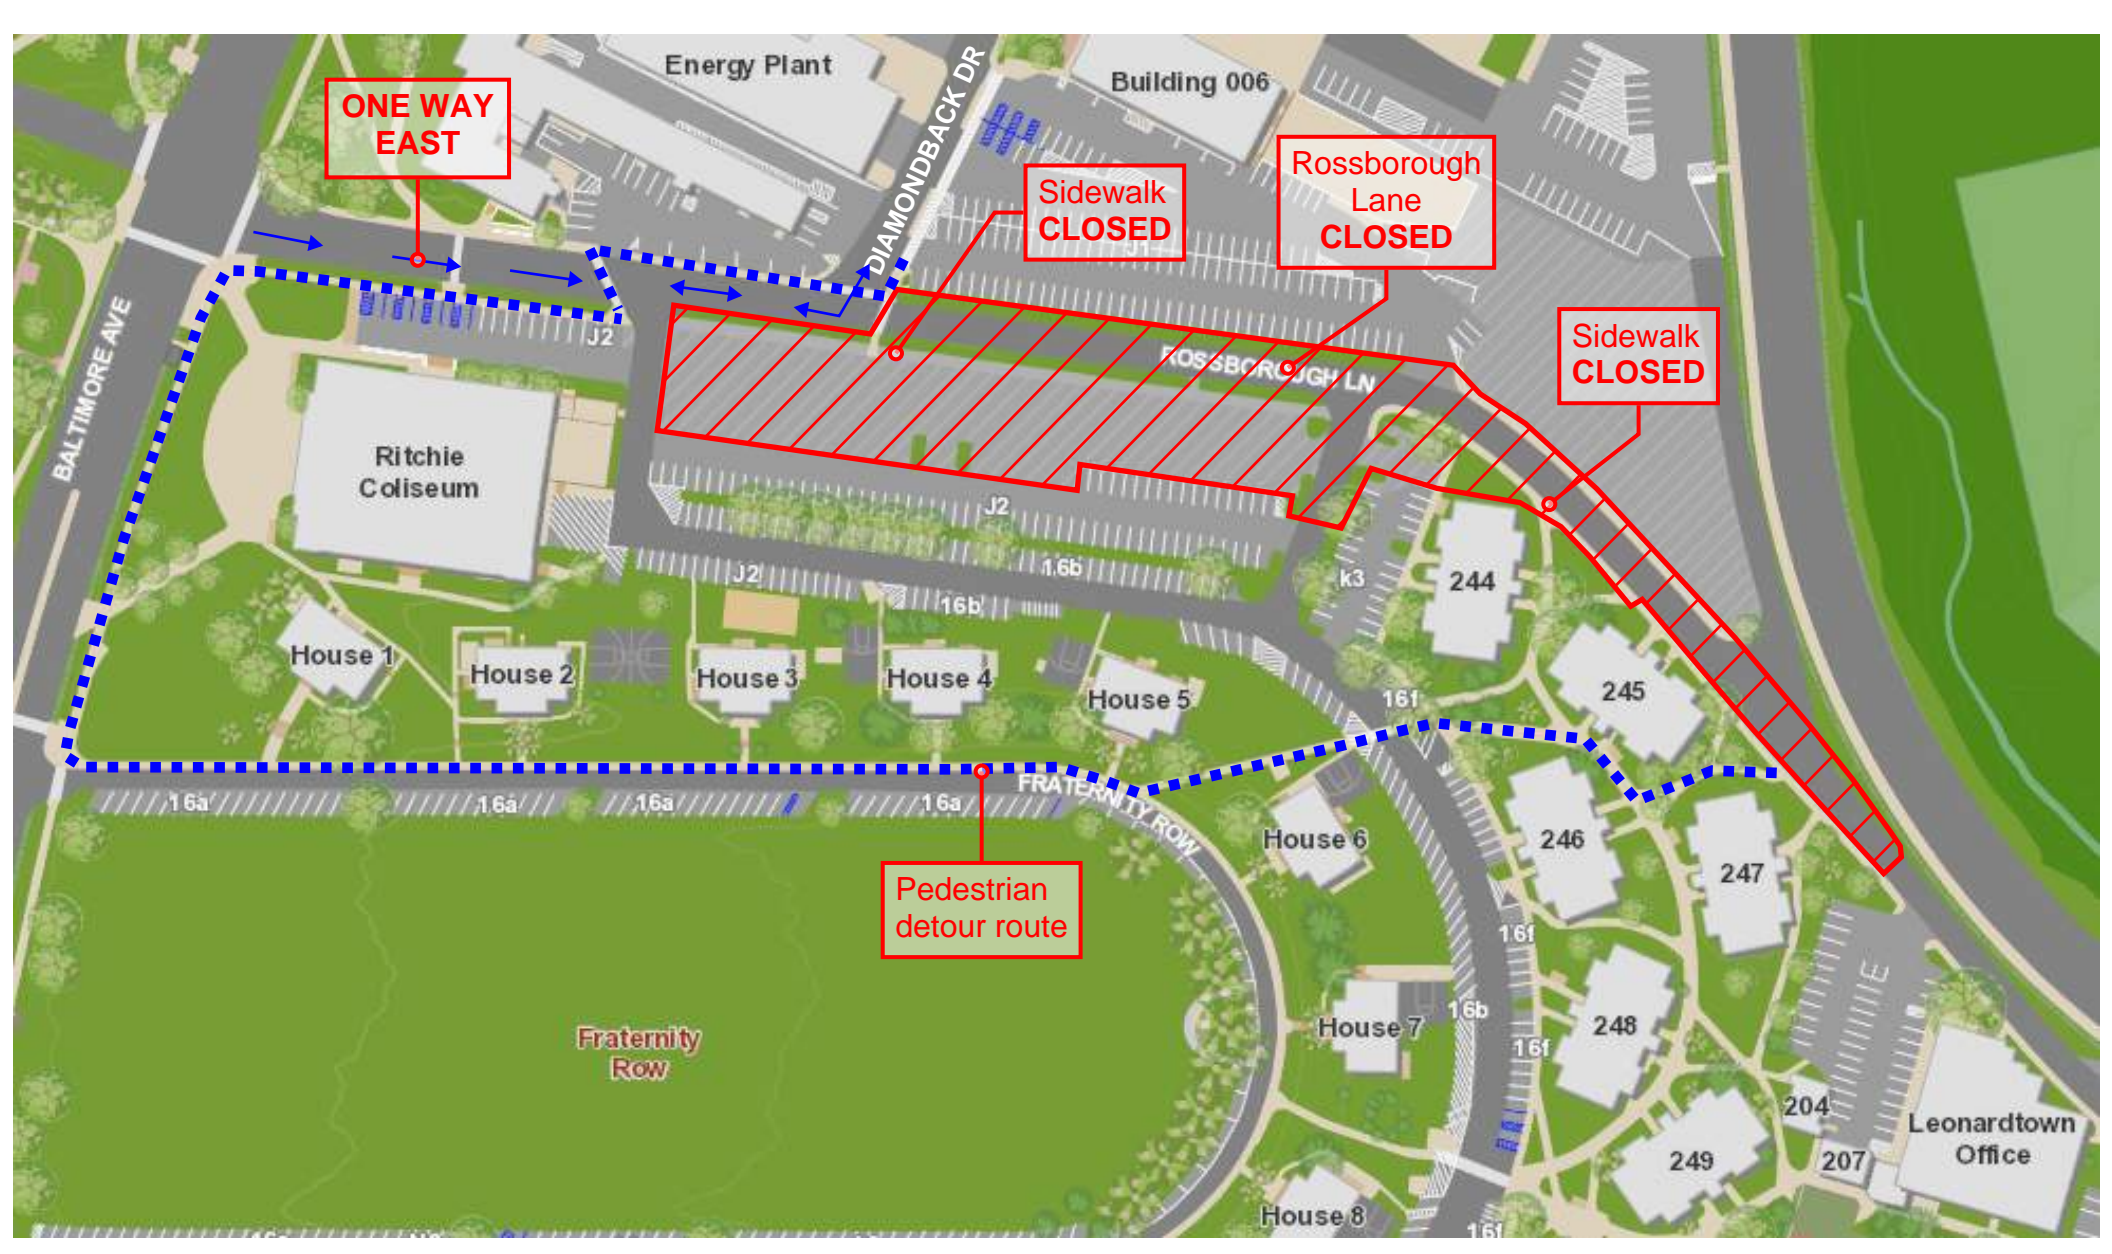 Energy Plant
DIAMONDBACK DR
Building 006
ONE WAY
EAST
Sidewalk
CLOSED
Rossborough
Lane
CLOSED
J1
Sidewalk
CLOSED
J2
ROSSBOROUGH LN
BALTIMORE AVE
Ritchie
Coliseum
J2
J2
16b
16b
k3
244
House 1
House 2
House 3
House 4
House 5
16f
245
FRATERNITY ROW
16a
16a
16a
16a
House 6
246
247
Pedestrian
detour route
16f
Fraternity
Row
House 7
16b
248
16f
E
204
Leonardtown
Office
249
207
House 8
16f